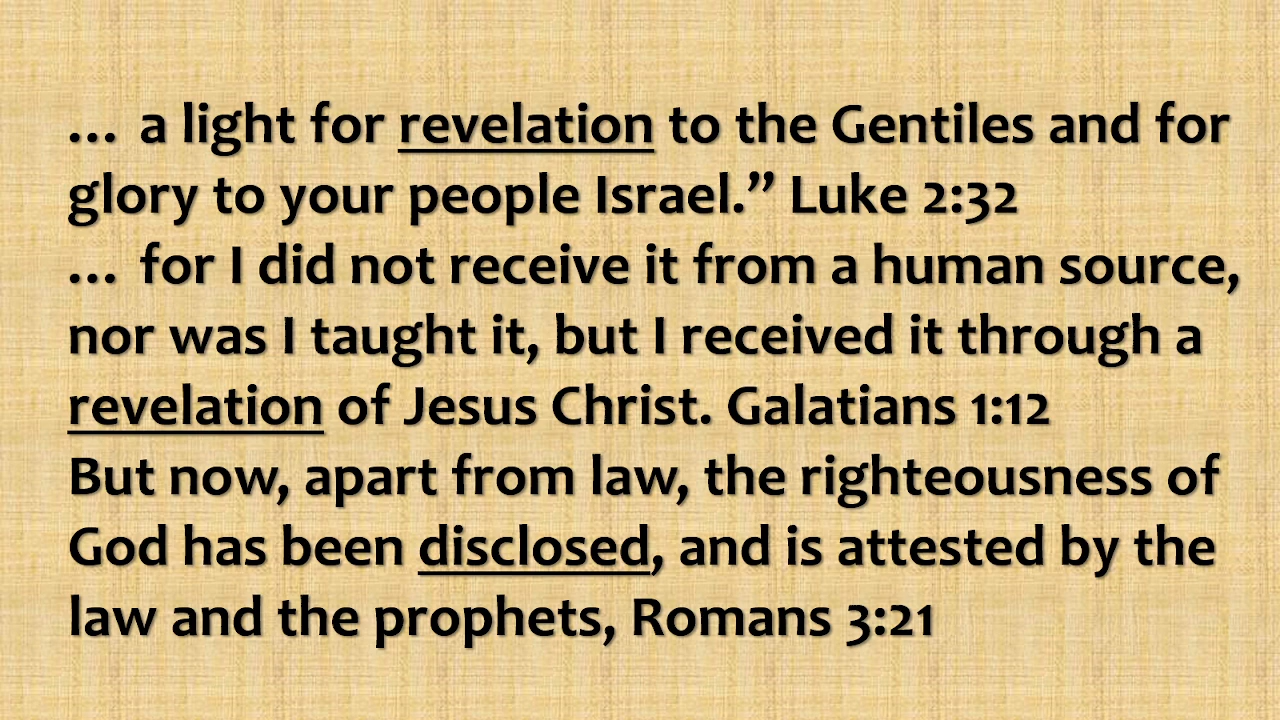 … a light for revelation to the Gentiles and for
glory to your people Israel.” Luke 2:32
… for I did not receive it from a human source,
nor was I taught it, but I received it through a
revelation of Jesus Christ. Galatians 1:12
But now, apart from law, the righteousness of
God has been disclosed, and is attested by the
law and the prophets, Romans 3:21